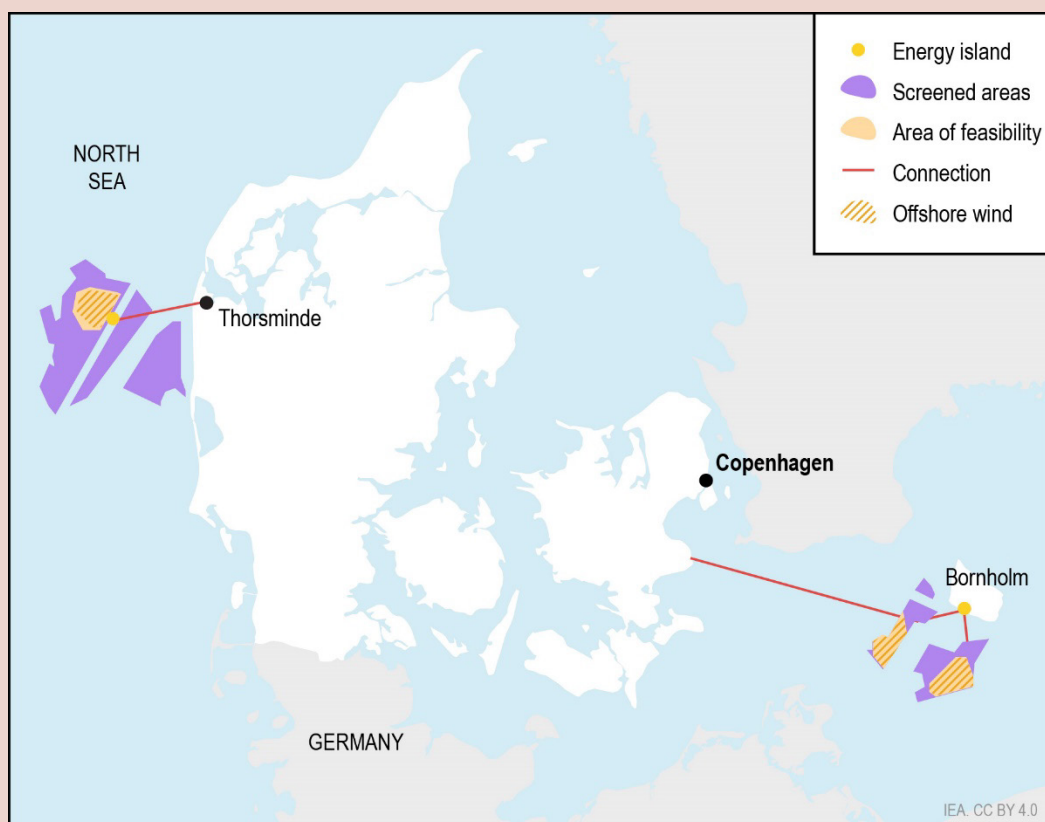 Energy island
Screened areas
Area of feasibility
Connection
Offshore wind
NORTH
SEA
Thorsminde
Copenhagen
Bornholm
GERMANY
IEA. CC BY 4.0